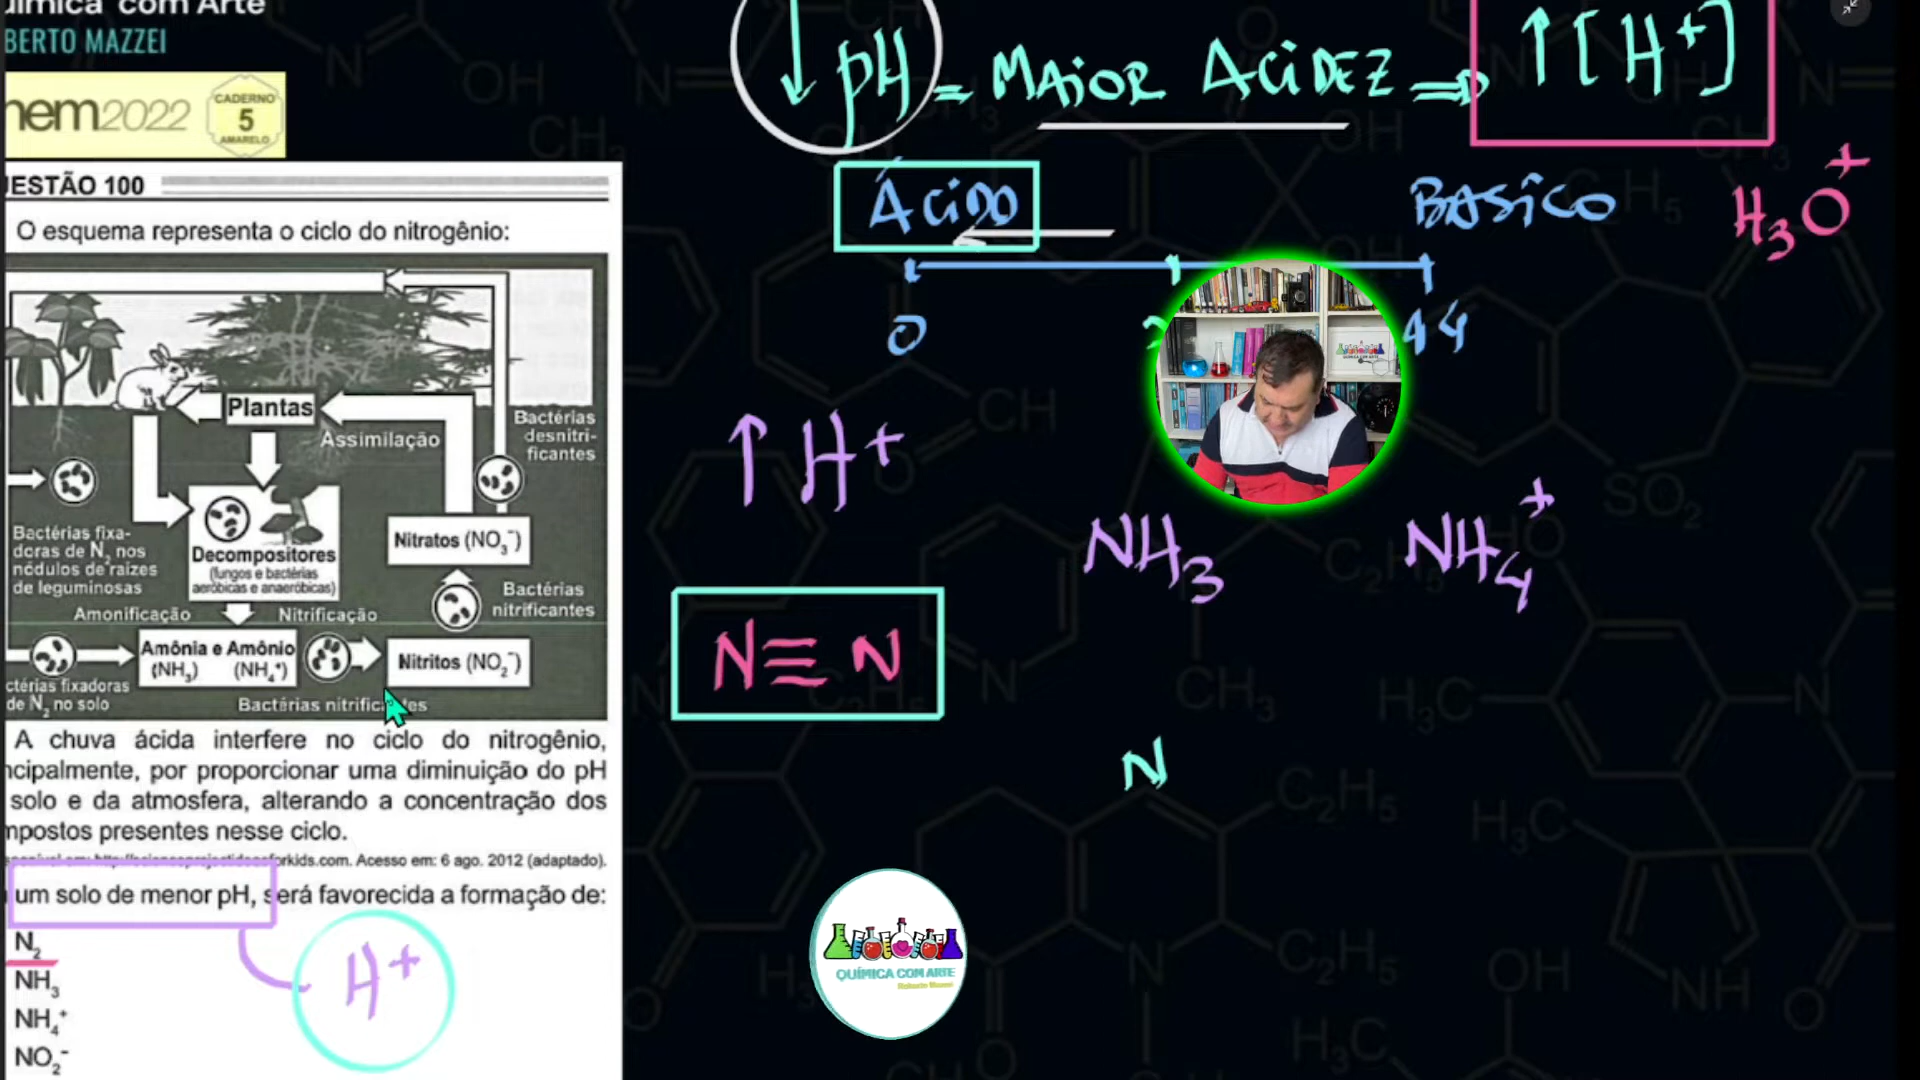 com Arte
BERTO MAZZEI
nem2022
CADERNO
5
AMARELO
UESTÃO 100
O esquema representa o ciclo do nitrogênio:
Plantas
Assimilação
Bactérias
desnitri-
ficantes
Bactérias fixa-
doras de N₂ nos
nódulos de raízes
de leguminosas
Decompositores
(fungos e bactérias
aeróbicas e anaeróbicas)
Nitratos (NO₃⁻)
Bactérias
nitrificantes
Amonificação
Nitrificação
Amônia e Amônio
(NH₃) (NH₄⁺)
Nitritos (NO₂⁻)
ctérias fixadoras
de N₂ no solo
Bactérias nitrificantes
A chuva ácida interfere no ciclo do nitrogênio,
ncipalmente, por proporcionar uma diminuição do pH
solo e da atmosfera, alterando a concentração dos
mpostos presentes nesse ciclo.
Acesso em: 6 ago. 2012 (adaptado).
um solo de menor pH, será favorecida a formação de:
N₂
NH₃
NH₄⁺
NO₂⁻
H+
↓ pH = MAIOR ACIDEZ ⇒ ↑ [H+]
ÁCIDO
BÁSICO
H₃O+
0
14
↑ H+
NH₃
NH₄+
N≡N
N
QUÍMICA COM ARTE
Roberto Mazzei